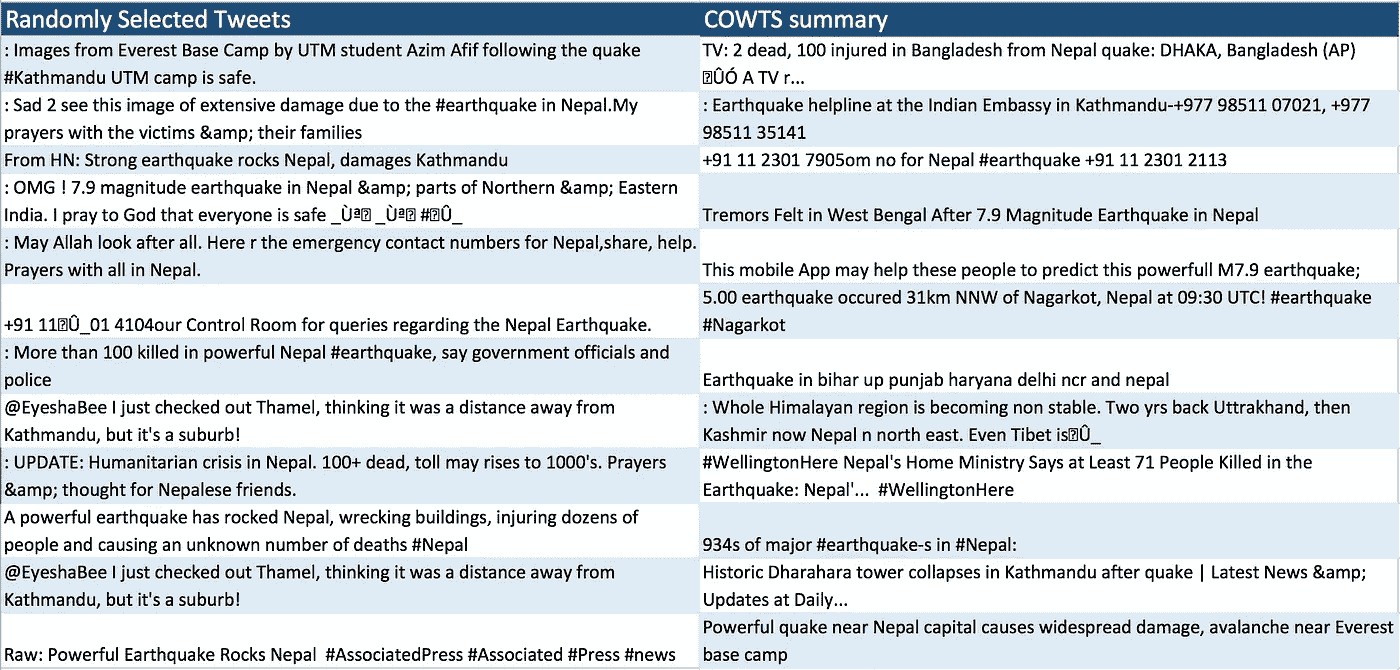 Randomly Selected Tweets
COWTS summary
: Images from Everest Base Camp by UTM student Azim Afif following the quake
#Kathmandu UTM camp is safe.
TV: 2 dead, 100 injured in Bangladesh from Nepal quake: DHAKA, Bangladesh (AP)
⍰ÛÓ A TV r...
: Sad 2 see this image of extensive damage due to the #earthquake in Nepal.My
prayers with the victims &amp; their families
: Earthquake helpline at the Indian Embassy in Kathmandu-+977 98511 07021, +977
98511 35141
From HN: Strong earthquake rocks Nepal, damages Kathmandu
+91 11 2301 7905om no for Nepal #earthquake +91 11 2301 2113
: OMG ! 7.9 magnitude earthquake in Nepal &amp; parts of Northern &amp; Eastern
India. I pray to God that everyone is safe _Ùª⍰ _Ùª⍰ #⍰Û_
Tremors Felt in West Bengal After 7.9 Magnitude Earthquake in Nepal
: May Allah look after all. Here r the emergency contact numbers for Nepal,share, help.
Prayers with all in Nepal.
This mobile App may help these people to predict this powerfull M7.9 earthquake;
+91 11⍰Û_01 4104our Control Room for queries regarding the Nepal Earthquake.
5.00 earthquake occured 31km NNW of Nagarkot, Nepal at 09:30 UTC! #earthquake
#Nagarkot
: More than 100 killed in powerful Nepal #earthquake, say government officials and
police
Earthquake in bihar up punjab haryana delhi ncr and nepal
@EyeshaBee I just checked out Thamel, thinking it was a distance away from
Kathmandu, but it's a suburb!
: Whole Himalayan region is becoming non stable. Two yrs back Uttrakhand, then
Kashmir now Nepal n north east. Even Tibet is⍰Û_
: UPDATE: Humanitarian crisis in Nepal. 100+ dead, toll may rises to 1000's. Prayers
&amp; thought for Nepalese friends.
#WellingtonHere Nepal's Home Ministry Says at Least 71 People Killed in the
Earthquake: Nepal'... #WellingtonHere
A powerful earthquake has rocked Nepal, wrecking buildings, injuring dozens of
people and causing an unknown number of deaths #Nepal
934s of major #earthquake-s in #Nepal:
@EyeshaBee I just checked out Thamel, thinking it was a distance away from
Kathmandu, but it's a suburb!
Historic Dharahara tower collapses in Kathmandu after quake | Latest News &amp;
Updates at Daily...
Raw: Powerful Earthquake Rocks Nepal #AssociatedPress #Associated #Press #news
Powerful quake near Nepal capital causes widespread damage, avalanche near Everest
base camp